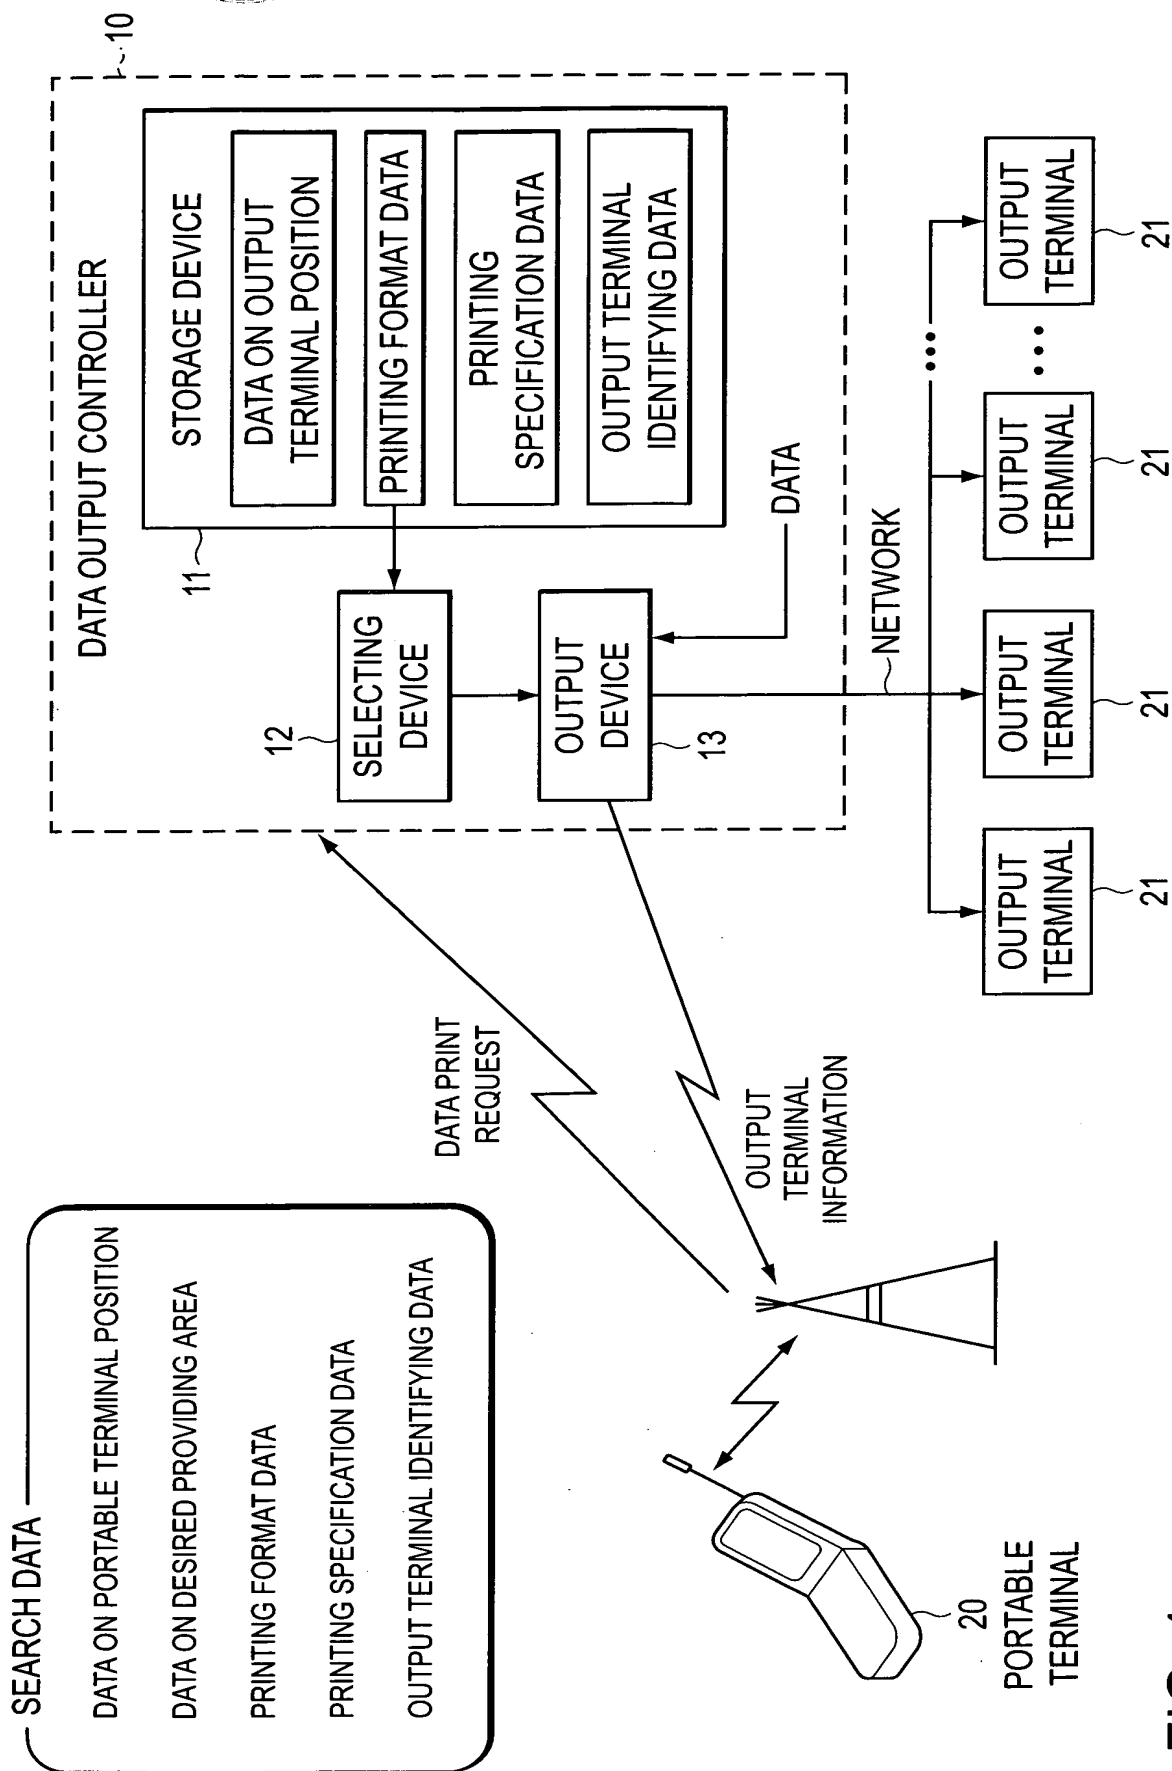 SEARCH DATA
DATA ON PORTABLE TERMINAL POSITION
DATA ON DESIRED PROVIDING AREA
PRINTING FORMAT DATA
PRINTING SPECIFICATION DATA
OUTPUT TERMINAL IDENTIFYING DATA
10
DATA OUTPUT CONTROLLER
STORAGE DEVICE
DATA ON OUTPUT
TERMINAL POSITION
PRINTING FORMAT DATA
PRINTING
SPECIFICATION DATA
OUTPUT TERMINAL
IDENTIFYING DATA
11
12
SELECTING
DEVICE
OUTPUT
DEVICE
13
DATA
NETWORK
DATA PRINT
REQUEST
OUTPUT
TERMINAL
INFORMATION
20
PORTABLE
TERMINAL
OUTPUT
TERMINAL
21
OUTPUT
TERMINAL
21
OUTPUT
TERMINAL
21
OUTPUT
TERMINAL
21